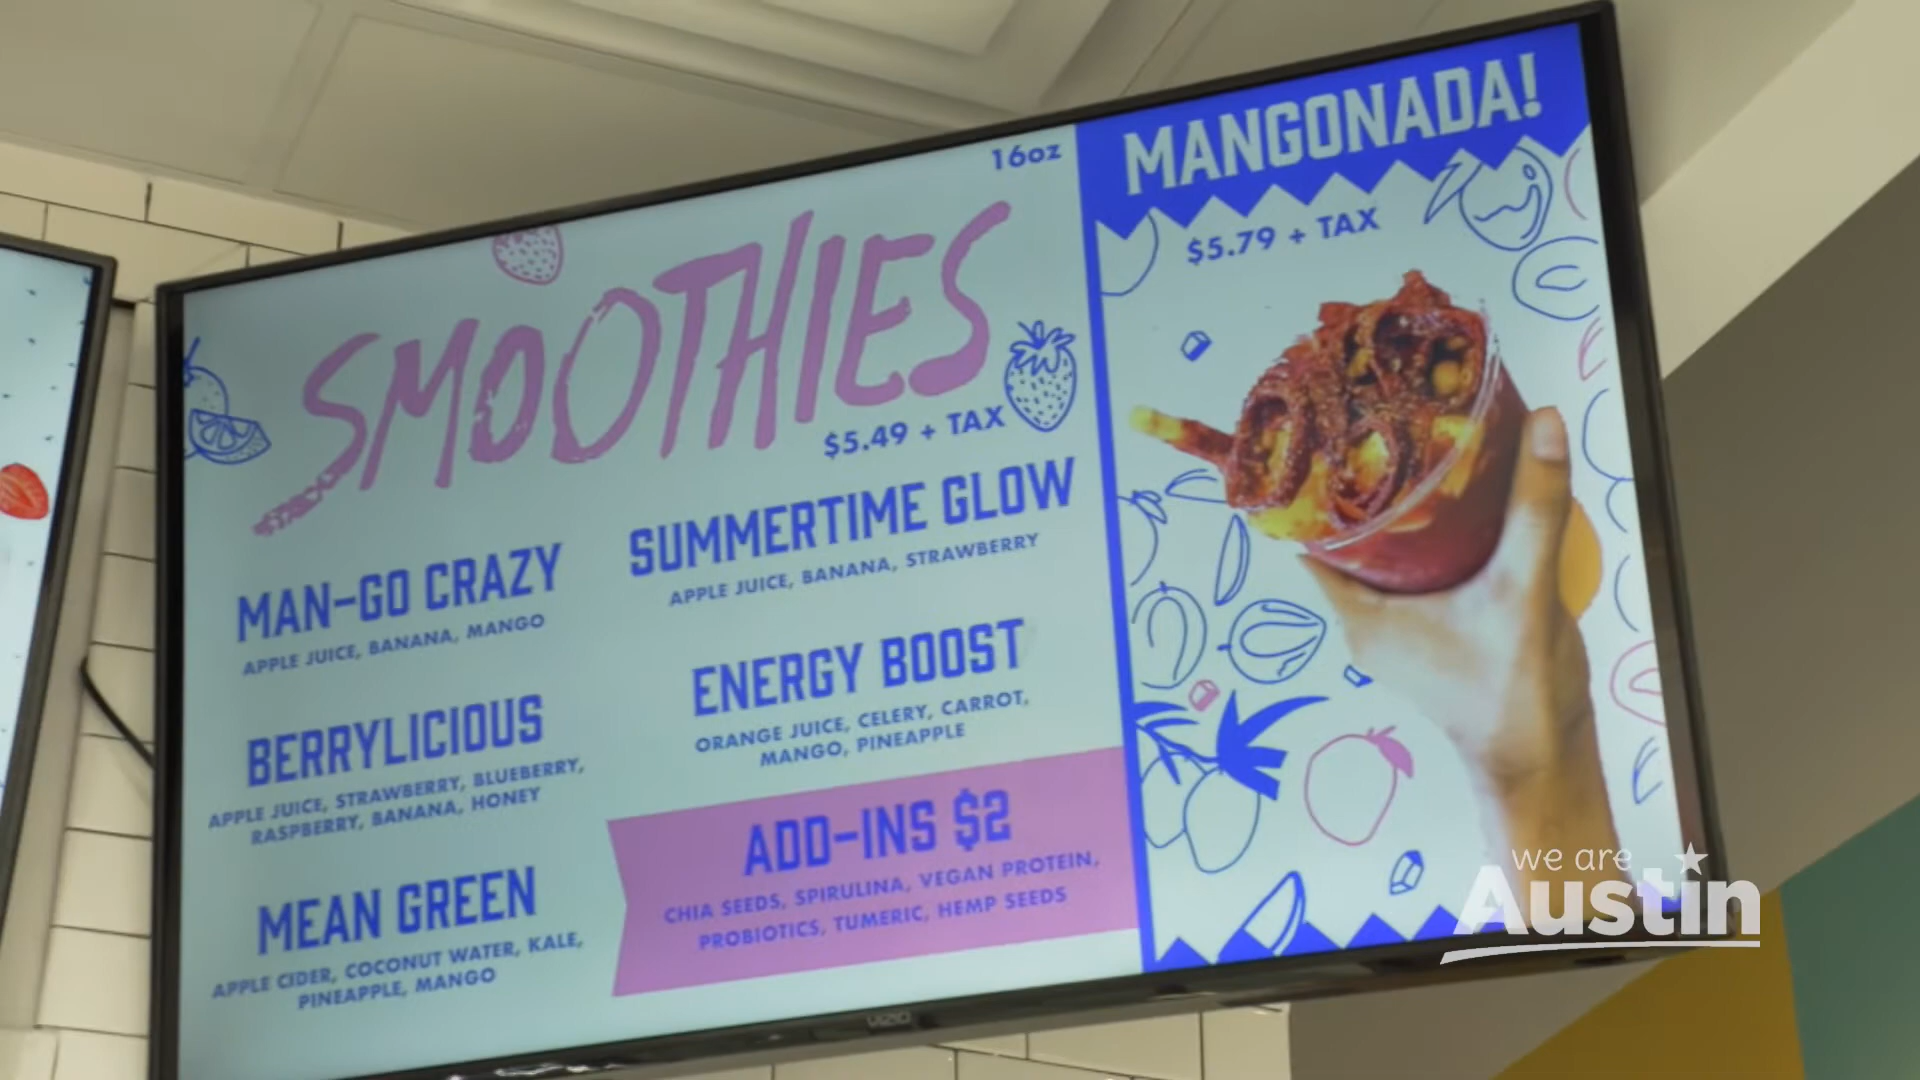 16oz
SMOOTHIES
$5.49 + TAX
MAN-GO CRAZY
APPLE JUICE, BANANA, MANGO
BERRYLICIOUS
APPLE JUICE, STRAWBERRY, BLUEBERRY,
RASPBERRY, BANANA, HONEY
MEAN GREEN
APPLE CIDER, COCONUT WATER, KALE,
PINEAPPLE, MANGO
SUMMERTIME GLOW
APPLE JUICE, BANANA, STRAWBERRY
ENERGY BOOST
ORANGE JUICE, CELERY, CARROT,
MANGO, PINEAPPLE
ADD-INS $2
CHIA SEEDS, SPIRULINA, VEGAN PROTEIN,
PROBIOTICS, TUMERIC, HEMP SEEDS
MANGONADA!
$5.79 + TAX
VIZIO
we are
Austin